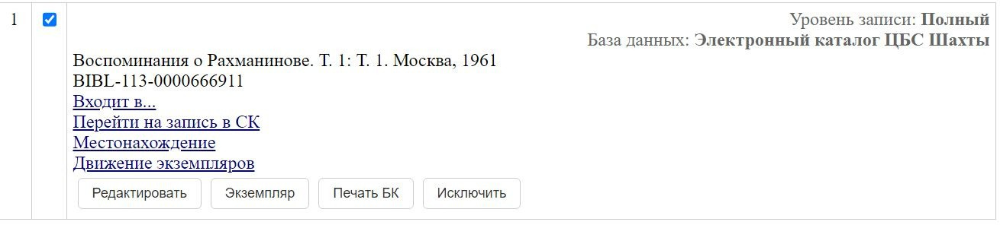 1
Уровень записи: Полный
База данных: Электронный каталог ЦБС Шахты
Воспоминания о Рахманинове. Т. 1: Т. 1. Москва, 1961
BIBL-113-0000666911
Входит в...
Перейти на запись в СК
Местонахождение
Движение экземпляров
Редактировать Экземпляр Печать БК Исключить